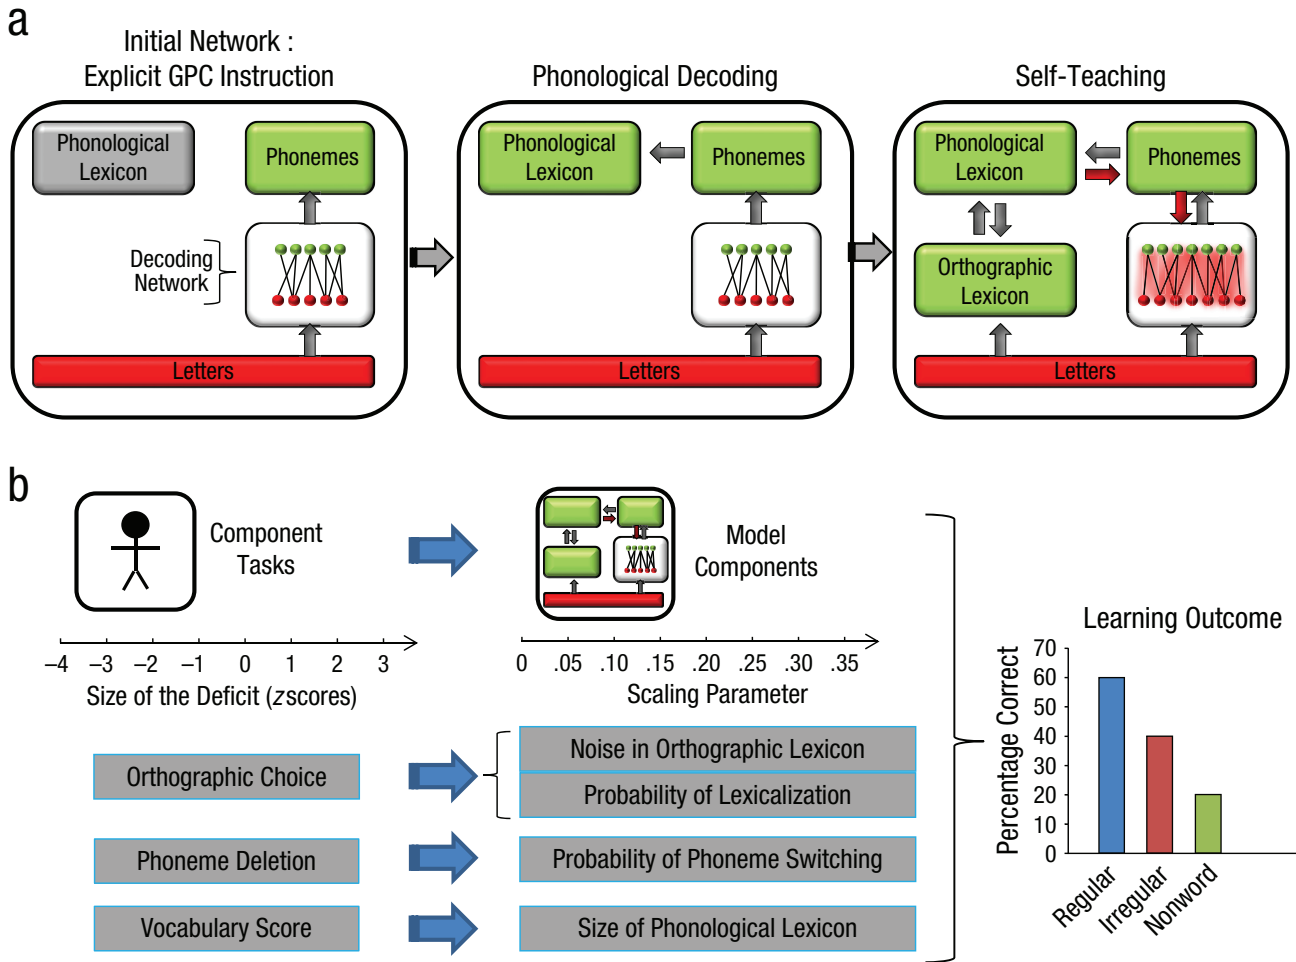 a
Initial Network :
Explicit GPC Instruction
Phonological Decoding
Self-Teaching
Phonological
Lexicon
Phonemes
Decoding
Network
Letters
Phonological
Lexicon
Phonemes
Letters
Phonological
Lexicon
Phonemes
Orthographic
Lexicon
Letters
b
Component
Tasks
Model
Components
–4 –3 –2 –1 0 1 2 3
Size of the Deficit (z scores)
0 .05 .10 .15 .20 .25 .30 .35
Scaling Parameter
Orthographic Choice
Noise in Orthographic Lexicon
Probability of Lexicalization
Phoneme Deletion
Probability of Phoneme Switching
Vocabulary Score
Size of Phonological Lexicon
Learning Outcome
Percentage Correct
70
60
50
40
30
20
10
0
Regular
Irregular
Nonword